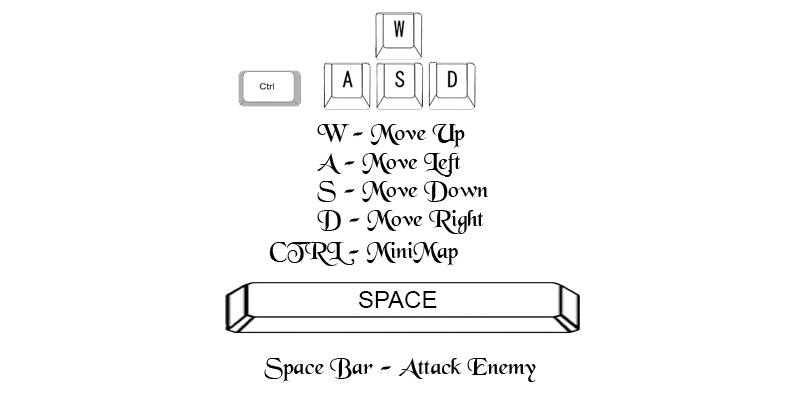 W
Ctrl A S D
W - Move Up
A - Move Left
S - Move Down
D - Move Right
CTRL - MiniMap
SPACE
Space Bar - Attack Enemy